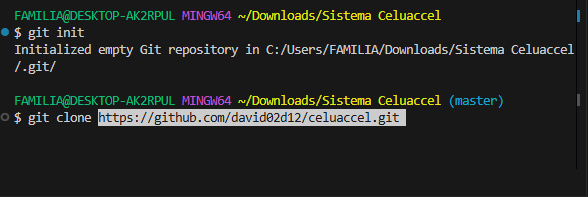 FAMILIA@DESKTOP-AK2RPUL MINGW64 ~/Downloads/Sistema Celuaccel
$ git init
Initialized empty Git repository in C:/Users/FAMILIA/Downloads/Sistema Celuaccel
/.git/
FAMILIA@DESKTOP-AK2RPUL MINGW64 ~/Downloads/Sistema Celuaccel (master)
$ git clone https://github.com/david02d12/celuaccel.git